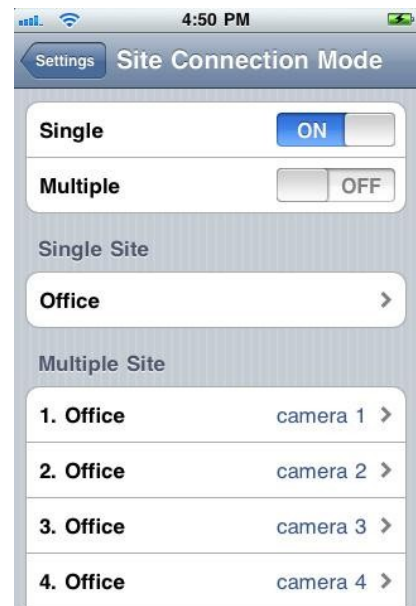 4:50 PM
Settings Site Connection Mode
Single ON
Multiple OFF
Single Site
Office
Multiple Site
1. Office camera 1
2. Office camera 2
3. Office camera 3
4. Office camera 4